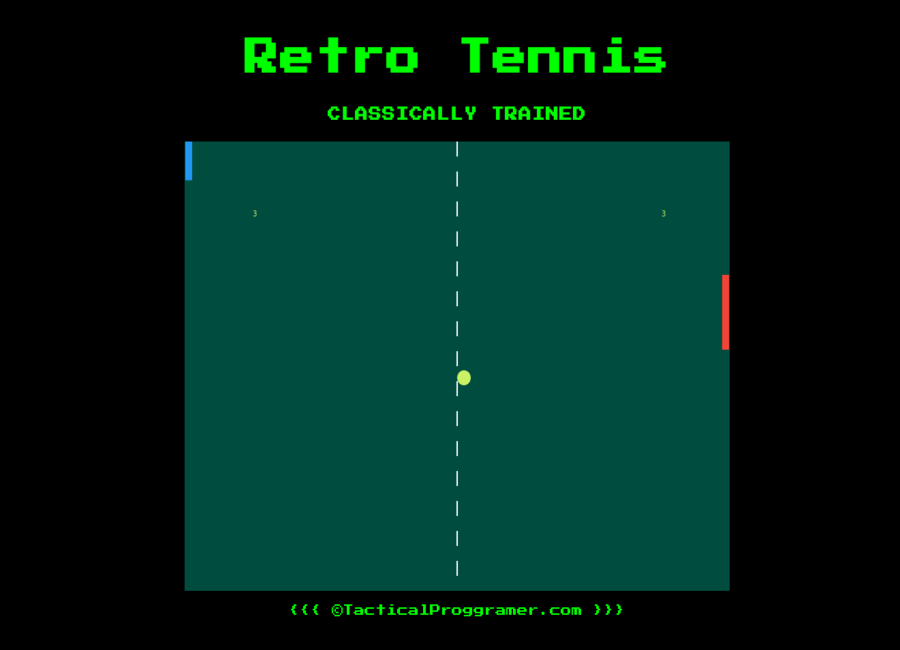 Retro Tennis
CLASSICALLY TRAINED
3 3
{{{ ©TacticalProggramer.com }}}